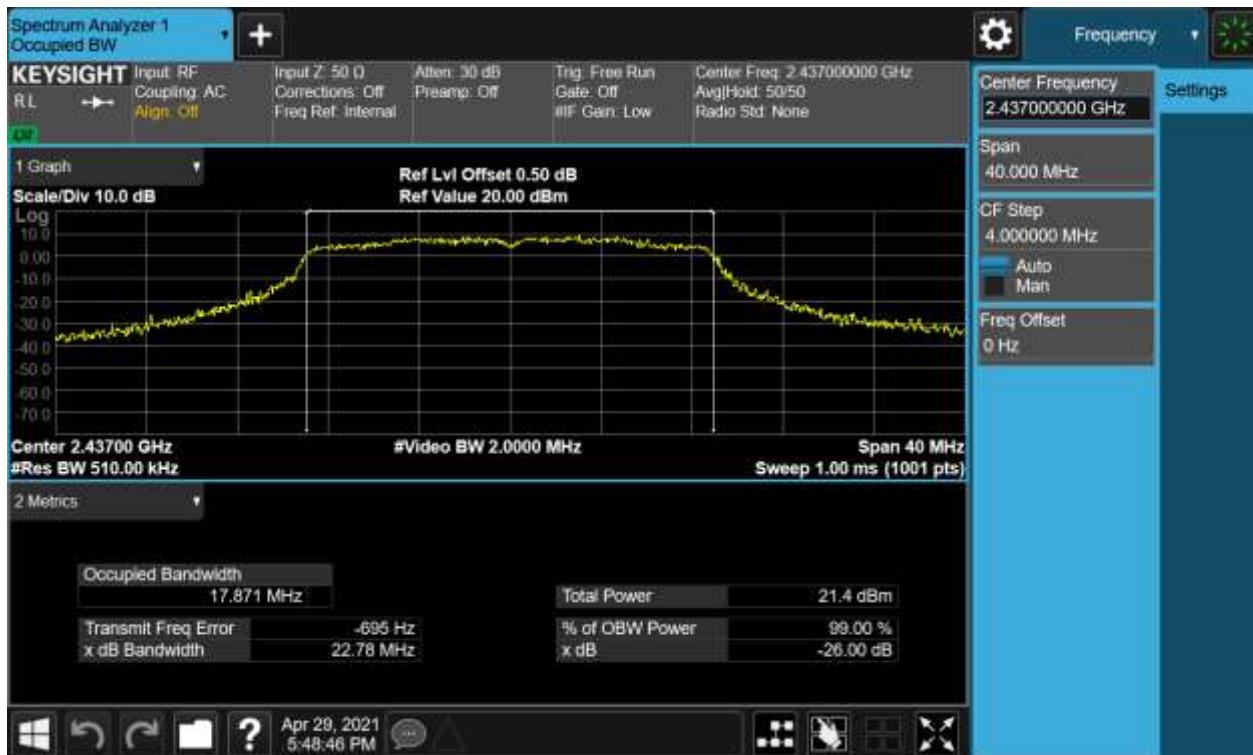 Spectrum Analyzer 1
Occupied BW
+
Frequency
KEYSIGHT
RL
Input: RF
Coupling: AC
Align: Off
Input Z: 50 Ω
Corrections: Off
Freq Ref: Internal
Atten: 30 dB
Preamp: Off
Trig: Free Run
Gate: Off
#IF Gain: Low
Center Freq: 2.437000000 GHz
Avg|Hold: 50/50
Radio Std: None
Center Frequency
2.437000000 GHz
Settings
Span
40.000 MHz
CF Step
4.000000 MHz
Auto
Man
Freq Offset
0 Hz
1 Graph
Scale/Div 10.0 dB
Ref Lvl Offset 0.50 dB
Ref Value 20.00 dBm
Log
10.0
0.00
-10.0
-20.0
-30.0
-40.0
-50.0
-60.0
-70.0
Center 2.43700 GHz
#Video BW 2.0000 MHz
Span 40 MHz
#Res BW 510.00 kHz
Sweep 1.00 ms (1001 pts)
2 Metrics
Occupied Bandwidth
17.871 MHz
Total Power 21.4 dBm
Transmit Freq Error -695 Hz
% of OBW Power 99.00 %
x dB Bandwidth 22.78 MHz
x dB -26.00 dB
?
Apr 29, 2021
5:48:46 PM